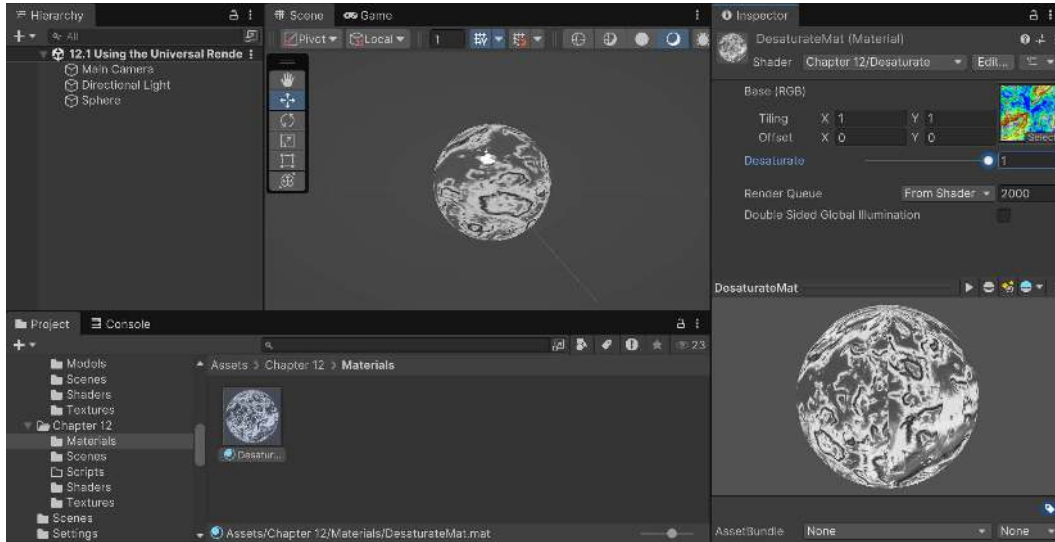 Hierarchy
All
12.1 Using the Universal Rende
Main Camera
Directional Light
Sphere
Scene
Game
Pivot
Local
1
Inspector
DesaturateMat (Material)
Shader
Chapter 12/Desaturate
Edit...
Base (RGB)
Tiling X 1 Y 1
Offset X 0 Y 0
Select
Desaturate
1
Render Queue
From Shader
2000
Double Sided Global Illumination
DesaturateMat
AssetBundle
None
None
Project
Console
23
Models
Scenes
Shaders
Textures
Chapter 12
Materials
Scenes
Scripts
Shaders
Textures
Scenes
Settings
Assets > Chapter 12 > Materials
Desatur...
Assets/Chapter 12/Materials/DesaturateMat.mat